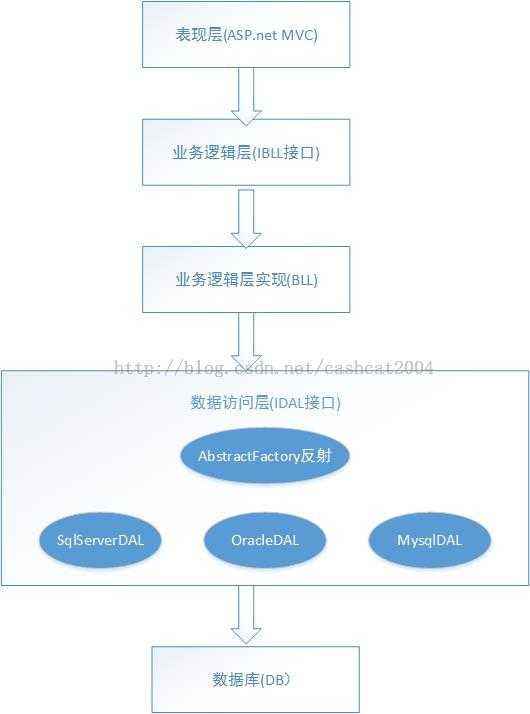 表现层(ASP.net MVC)
业务逻辑层(IBLL接口)
业务逻辑层实现(BLL)
http://blog.csdn.net/cashcat2004
数据访问层(IDAL接口)
AbstractFactory反射
SqlServerDAL
OracleDAL
MysqlDAL
数据库(DB）